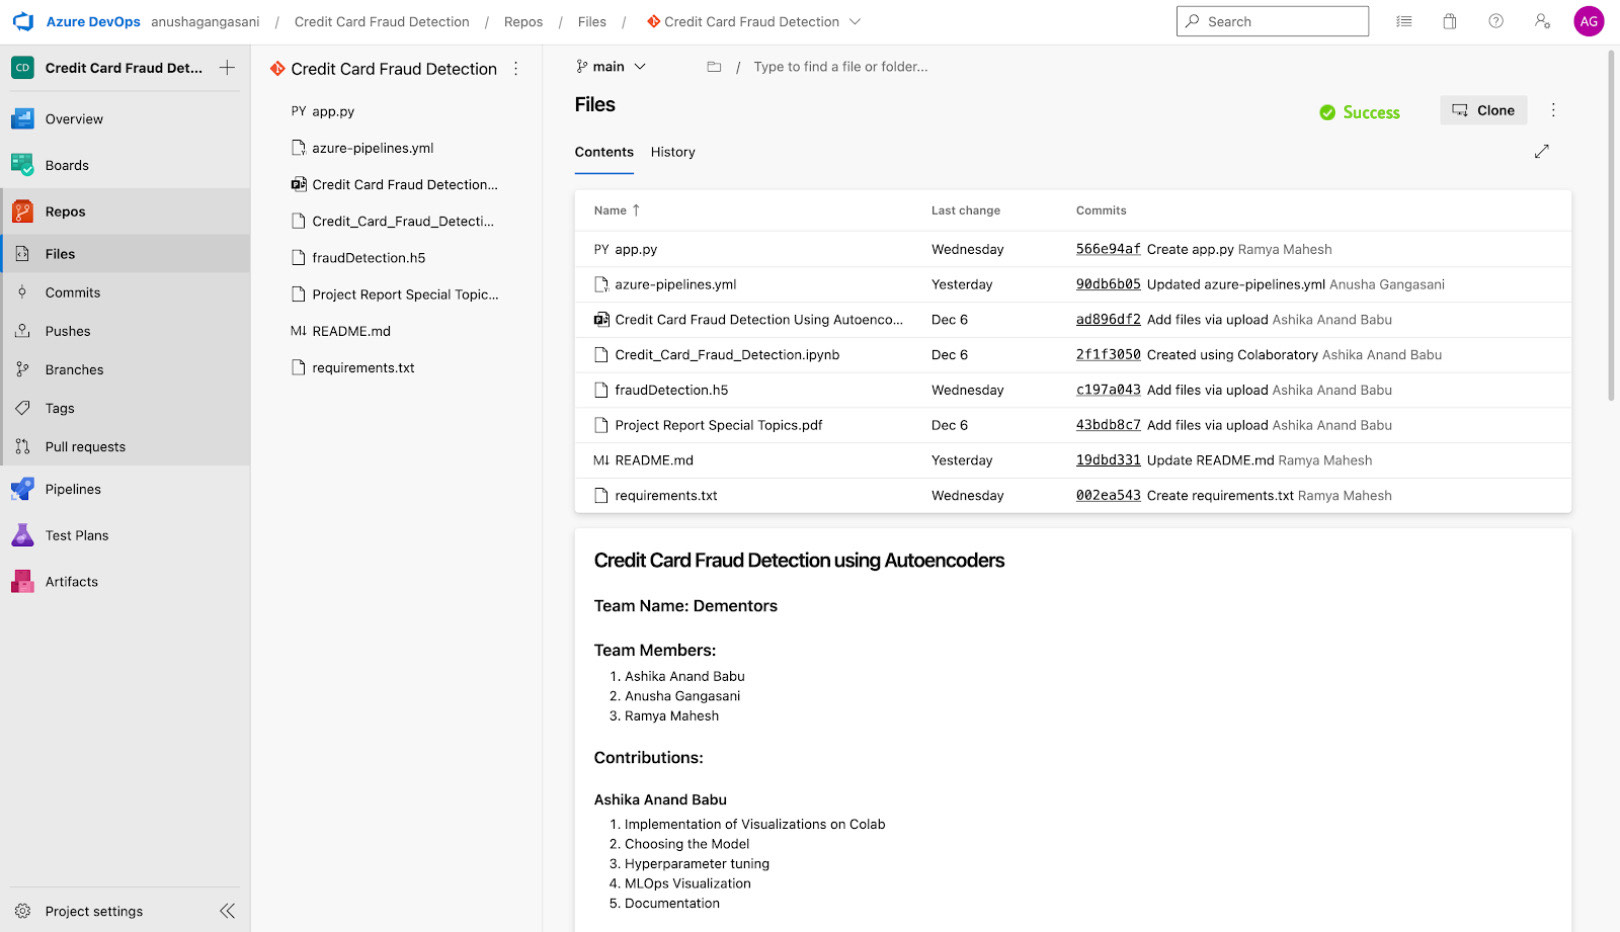 Azure DevOps anushagangasani / Credit Card Fraud Detection / Repos / Files / Credit Card Fraud Detection
Search
AG
CD Credit Card Fraud Det...
Overview
Boards
Repos
Files
Commits
Pushes
Branches
Tags
Pull requests
Pipelines
Test Plans
Artifacts
Project settings
Credit Card Fraud Detection
PY app.py
azure-pipelines.yml
Credit Card Fraud Detection...
Credit_Card_Fraud_Detecti...
fraudDetection.h5
Project Report Special Topic...
M↓ README.md
requirements.txt
main / Type to find a file or folder...
Files
Success
Clone
Contents History
Name ↑ Last change Commits
PY app.py Wednesday 566e94af Create app.py Ramya Mahesh
azure-pipelines.yml Yesterday 90db6b05 Updated azure-pipelines.yml Anusha Gangasani
Credit Card Fraud Detection Using Autoenco... Dec 6 ad896df2 Add files via upload Ashika Anand Babu
Credit_Card_Fraud_Detection.ipynb Dec 6 2f1f3050 Created using Colaboratory Ashika Anand Babu
fraudDetection.h5 Wednesday c197a043 Add files via upload Ashika Anand Babu
Project Report Special Topics.pdf Dec 6 43bdb8c7 Add files via upload Ashika Anand Babu
M↓ README.md Yesterday 19dbd331 Update README.md Ramya Mahesh
requirements.txt Wednesday 002ea543 Create requirements.txt Ramya Mahesh
Credit Card Fraud Detection using Autoencoders
Team Name: Dementors
Team Members:
1. Ashika Anand Babu
2. Anusha Gangasani
3. Ramya Mahesh
Contributions:
Ashika Anand Babu
1. Implementation of Visualizations on Colab
2. Choosing the Model
3. Hyperparameter tuning
4. MLOps Visualization
5. Documentation